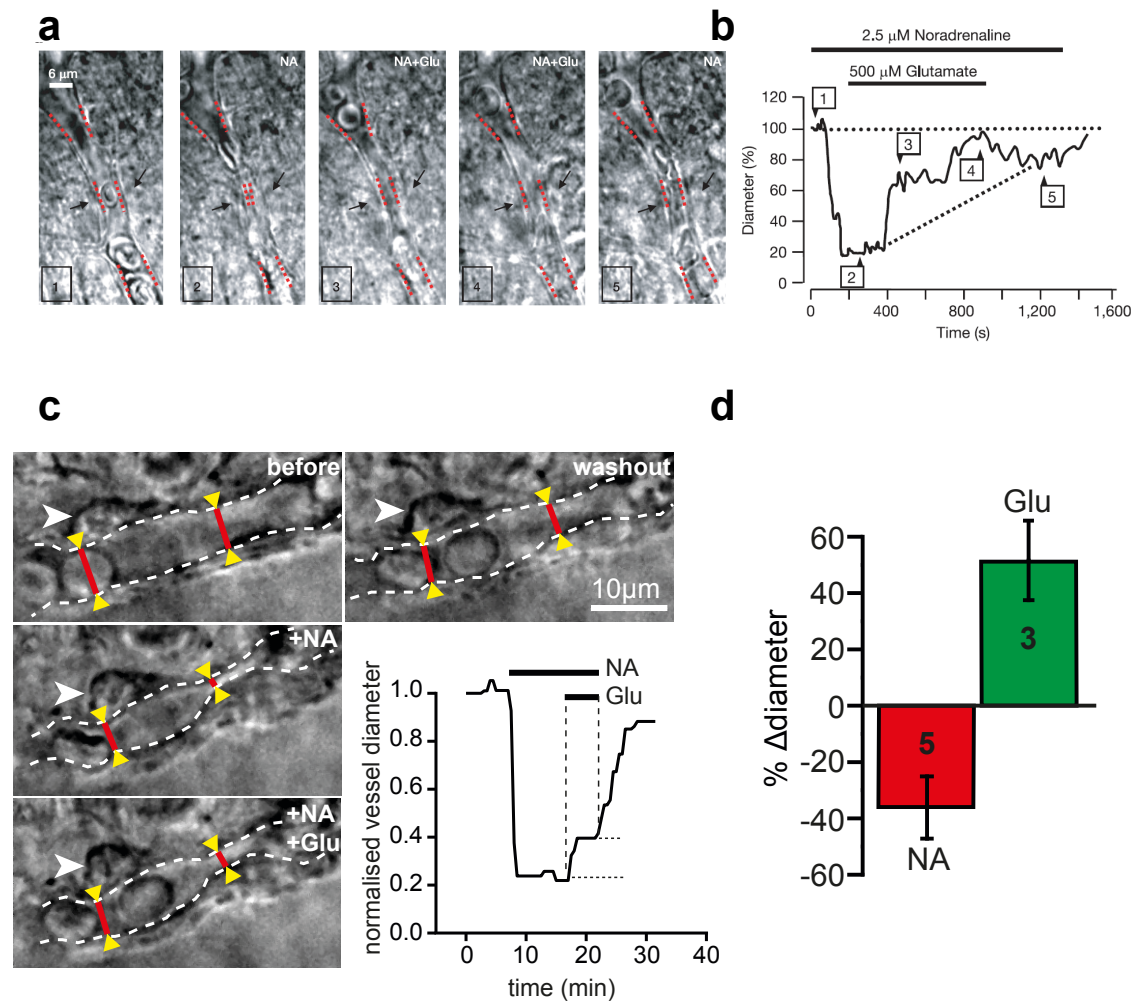 a
6 μm
NA
NA+Glu
NA+Glu
NA
1
2
3
4
5
b
2.5 μM Noradrenaline
500 μM Glutamate
Diameter (%)
120
100
80
60
40
20
0
1
2
3
4
5
0
400
800
1,200
1,600
Time (s)
c
before
washout
10μm
+NA
+NA
+Glu
NA
Glu
normalised vessel diameter
1.0
0.8
0.6
0.4
0.2
0.0
0
10
20
30
40
time (min)
d
% Δdiameter
60
40
20
0
-20
-40
-60
Glu
3
5
NA